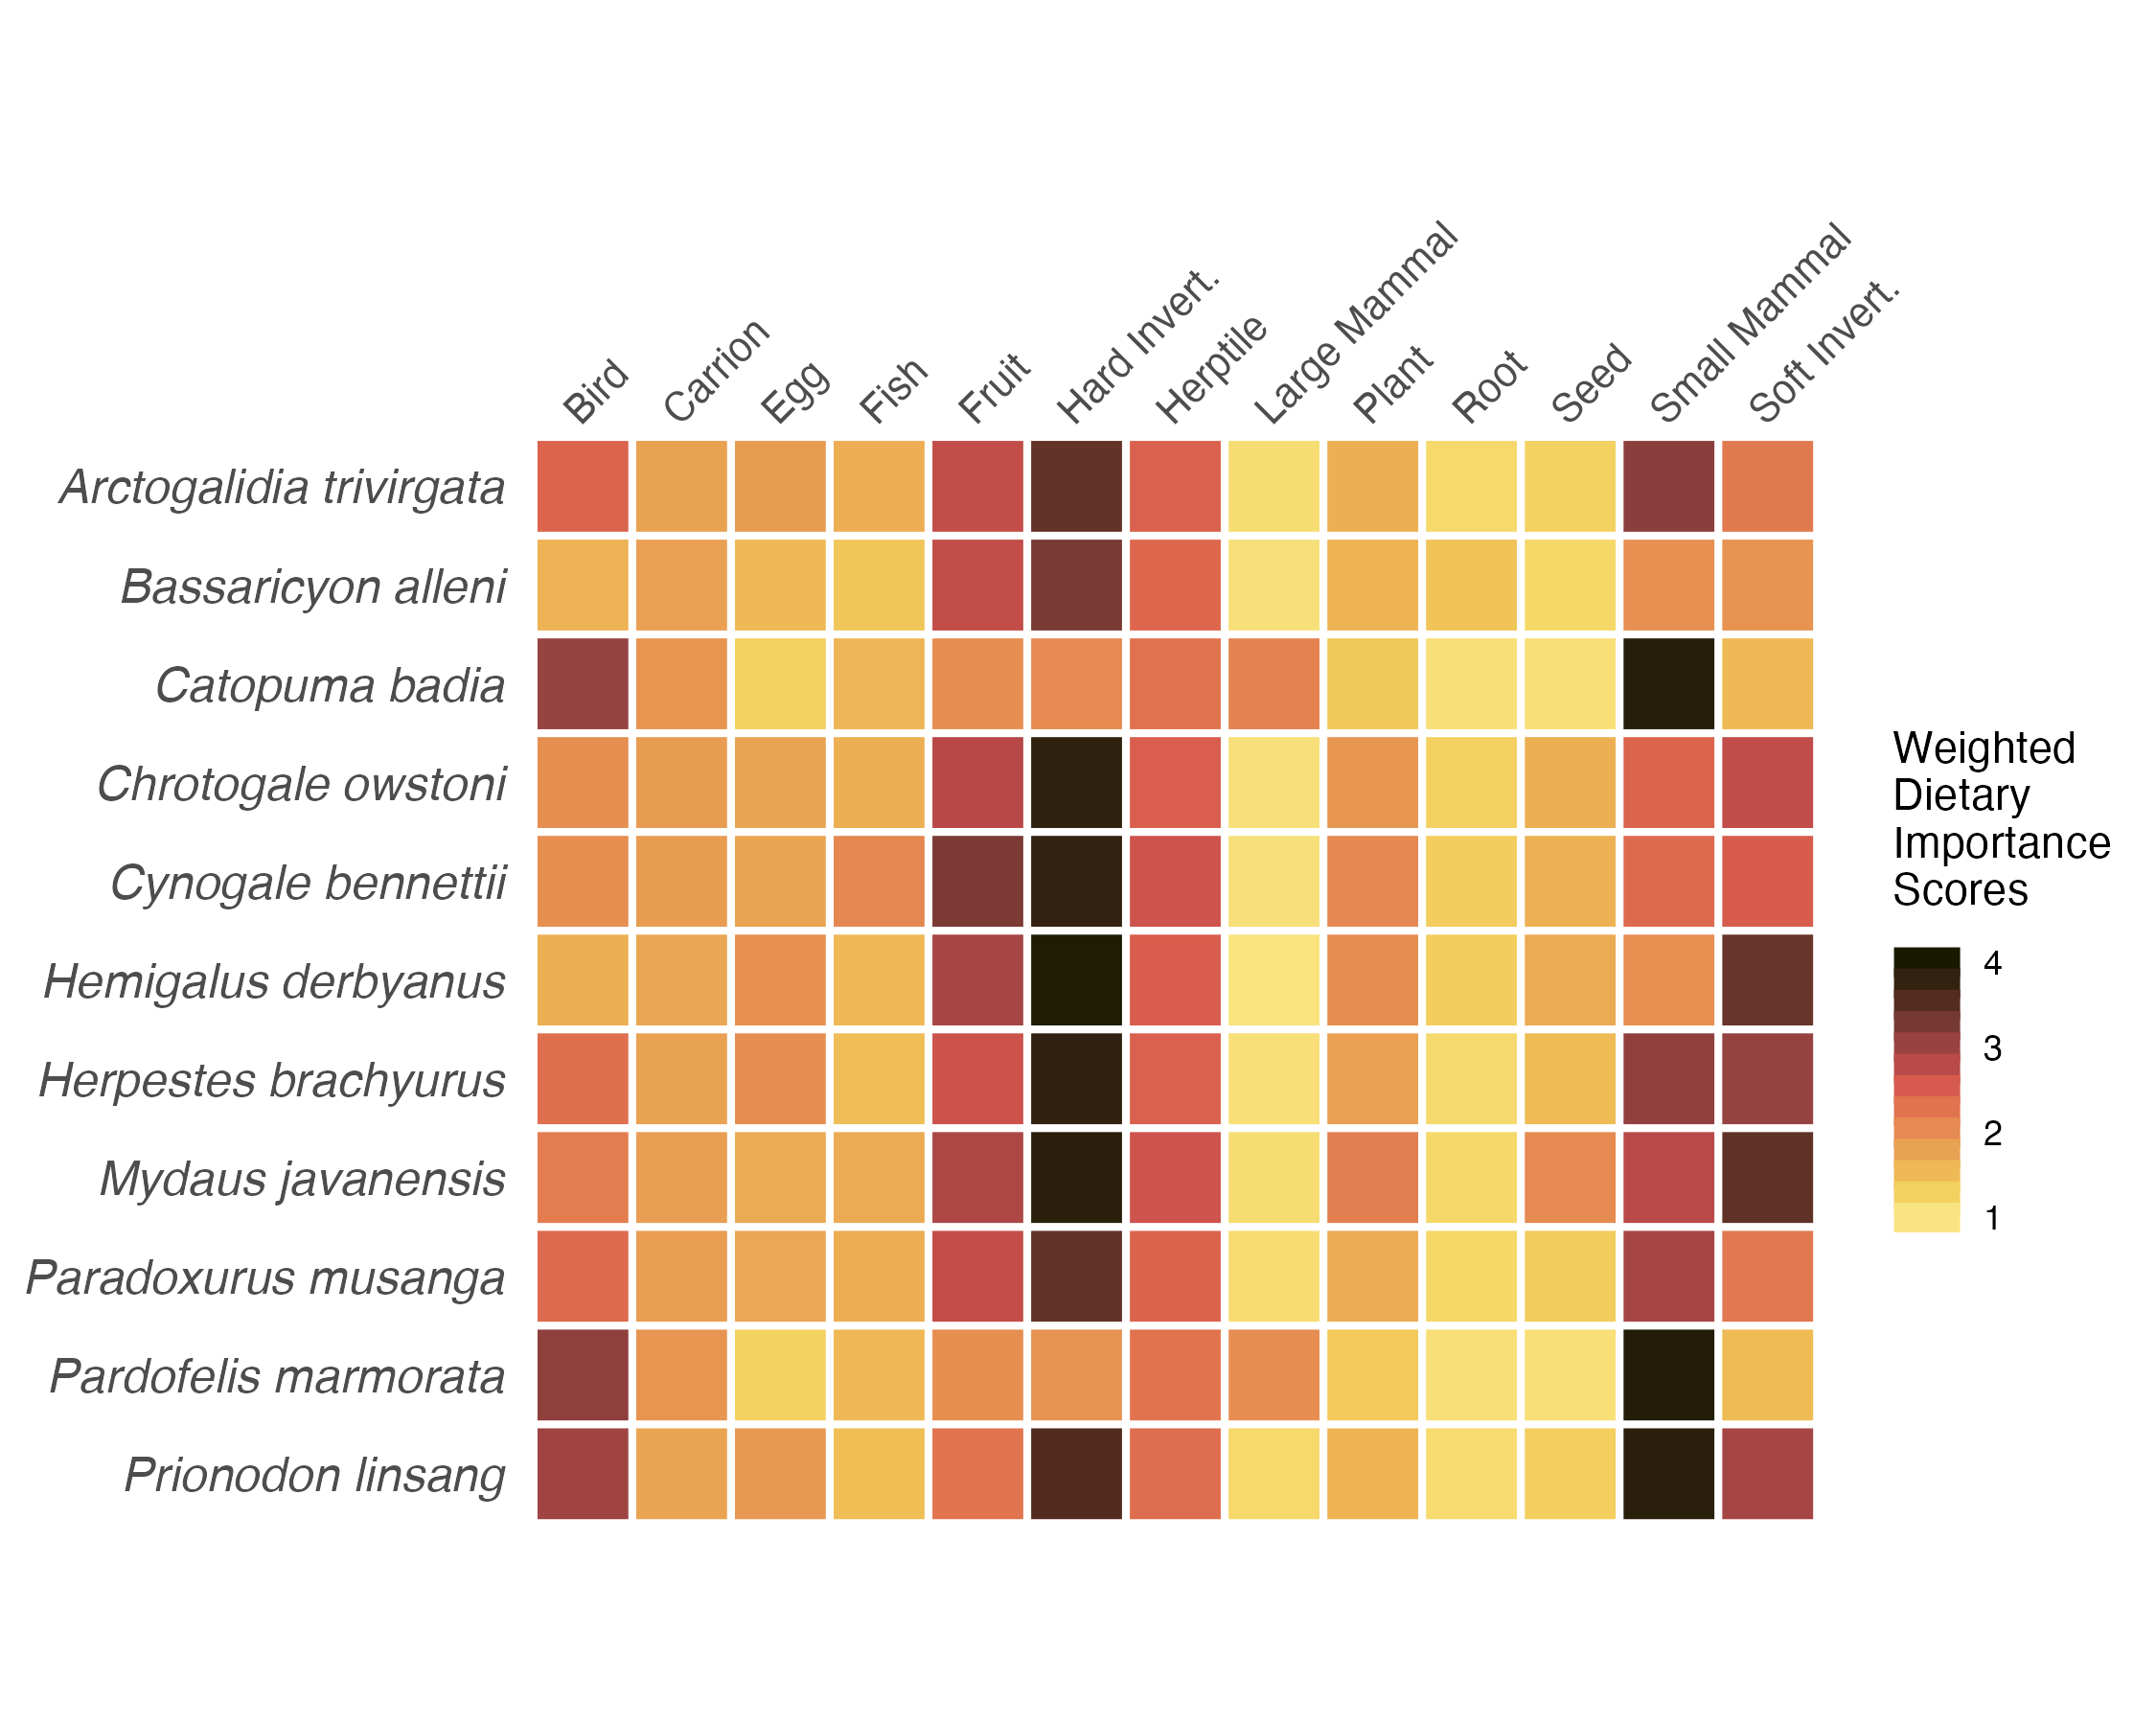 Bird
Carrion
Egg
Fish
Fruit
Hard Invert.
Herptile
Large Mammal
Plant
Root
Seed
Small Mammal
Soft Invert.
Arctogalidia trivirgata
Bassaricyon alleni
Catopuma badia
Chrotogale owstoni
Cynogale bennettii
Hemigalus derbyanus
Herpestes brachyurus
Mydaus javanensis
Paradoxurus musanga
Pardofelis marmorata
Prionodon linsang
Weighted
Dietary
Importance
Scores
4
3
2
1